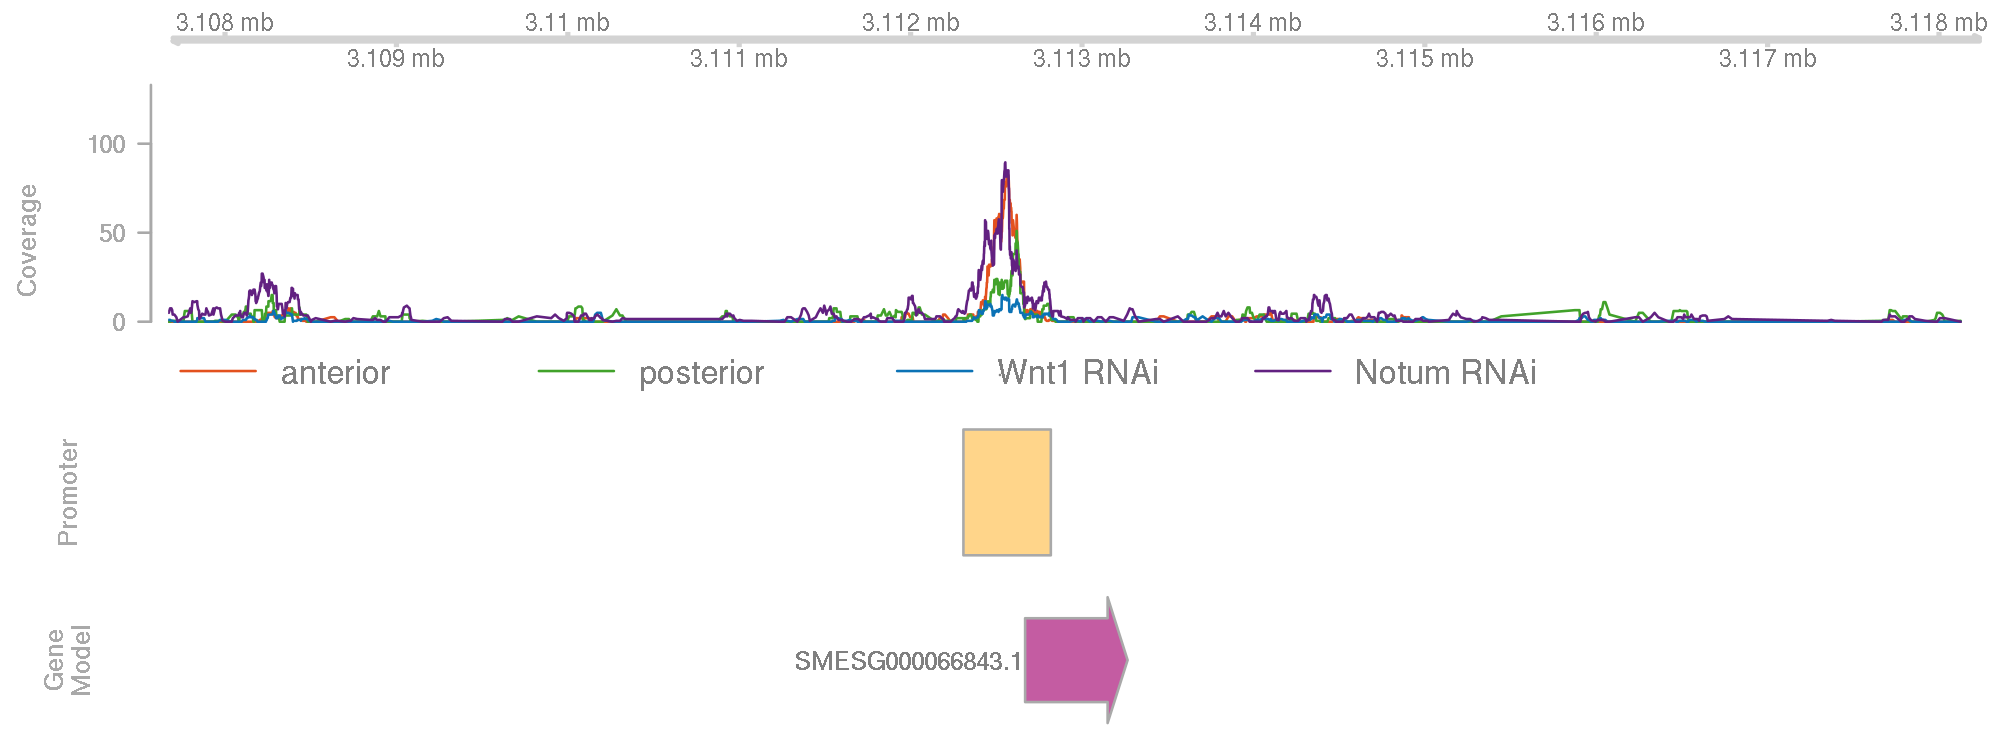 3.108 mb 3.11 mb 3.112 mb 3.114 mb 3.116 mb 3.118 mb
3.109 mb 3.111 mb 3.113 mb 3.115 mb 3.117 mb
Coverage
100
50
0
anterior posterior Wnt1 RNAi Notum RNAi
Promoter
0
Gene
Model
SMESG000066843.1